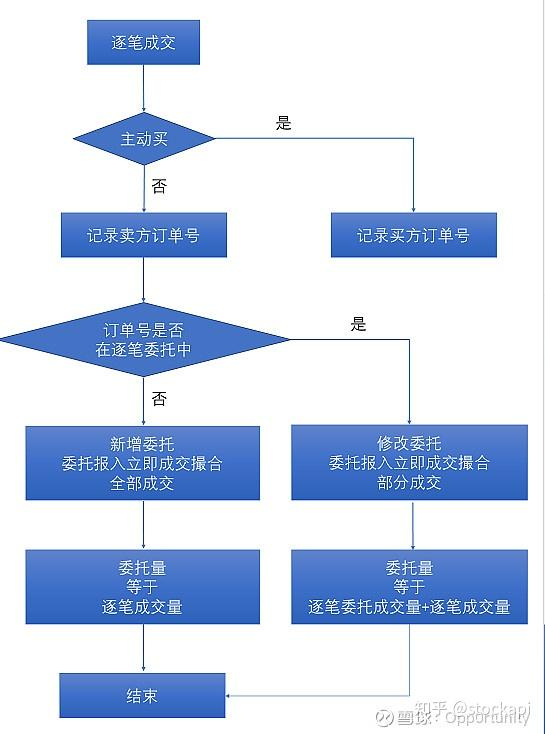 逐笔成交
主动买
是
否
记录卖方订单号
记录买方订单号
订单号是否
在逐笔委托中
是
否
新增委托
委托报入立即成交撮合
全部成交
修改委托
委托报入立即成交撮合
部分成交
委托量
等于
逐笔成交量
委托量
等于
逐笔委托成交量+逐笔成交量
结束
知乎 @stockapi
雪球：Opportunity